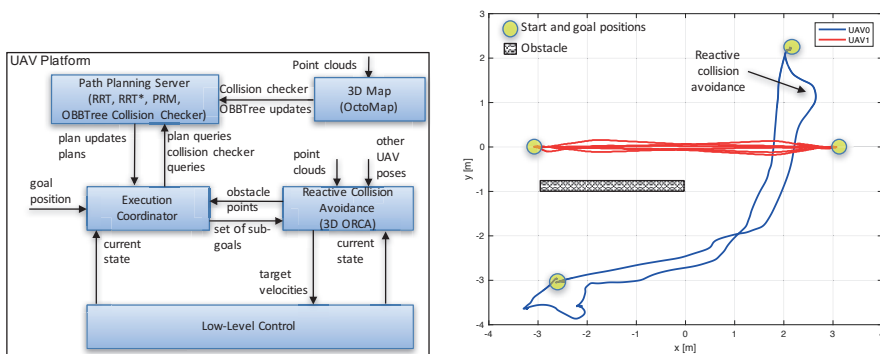 UAV Platform
Point clouds
Path Planning Server
(RRT, RRT*, PRM,
OBBTree Collision Checker)
Collision checker
OBBTree updates
3D Map
(OctoMap)
plan updates
plans
plan queries
collision checker
queries
point
clouds
other
UAV
poses
goal
position
Execution
Coordinator
obstacle
points
Reactive Collision
Avoidance
(3D ORCA)
set of sub-
goals
current
state
current
state
target
velocities
Low-Level Control
Start and goal positions
Obstacle
UAV0
UAV1
Reactive
collision
avoidance
y [m]
3
2
1
0
-1
-2
-3
-4
-4
-3
-2
-1
0
1
2
3
4
x [m]